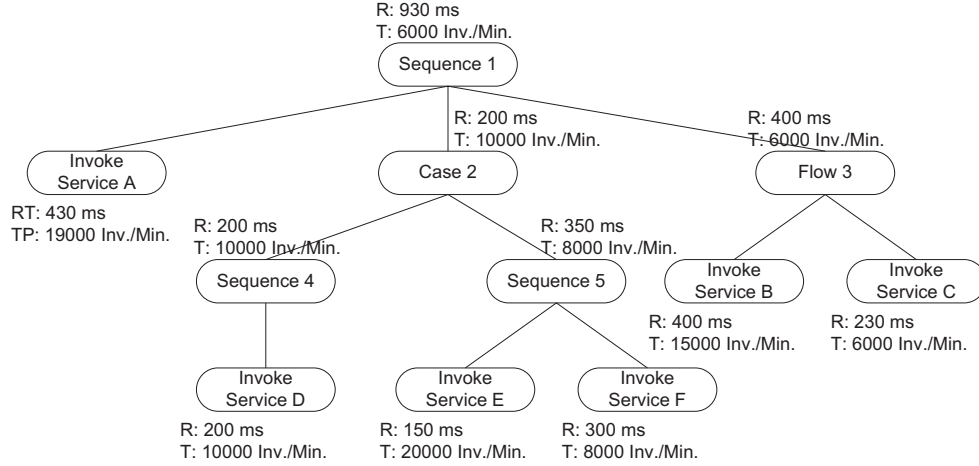 R: 930 ms
T: 6000 Inv./Min.
Sequence 1
R: 200 ms
T: 10000 Inv./Min.
R: 400 ms
T: 6000 Inv./Min.
Invoke
Service A
Case 2
Flow 3
RT: 430 ms
TP: 19000 Inv./Min.
R: 200 ms
T: 10000 Inv./Min.
R: 350 ms
T: 8000 Inv./Min.
Sequence 4
Sequence 5
Invoke
Service B
Invoke
Service C
R: 400 ms
T: 15000 Inv./Min.
R: 230 ms
T: 6000 Inv./Min.
Invoke
Service D
Invoke
Service E
Invoke
Service F
R: 200 ms
T: 10000 Inv./Min.
R: 150 ms
T: 20000 Inv./Min.
R: 300 ms
T: 8000 Inv./Min.